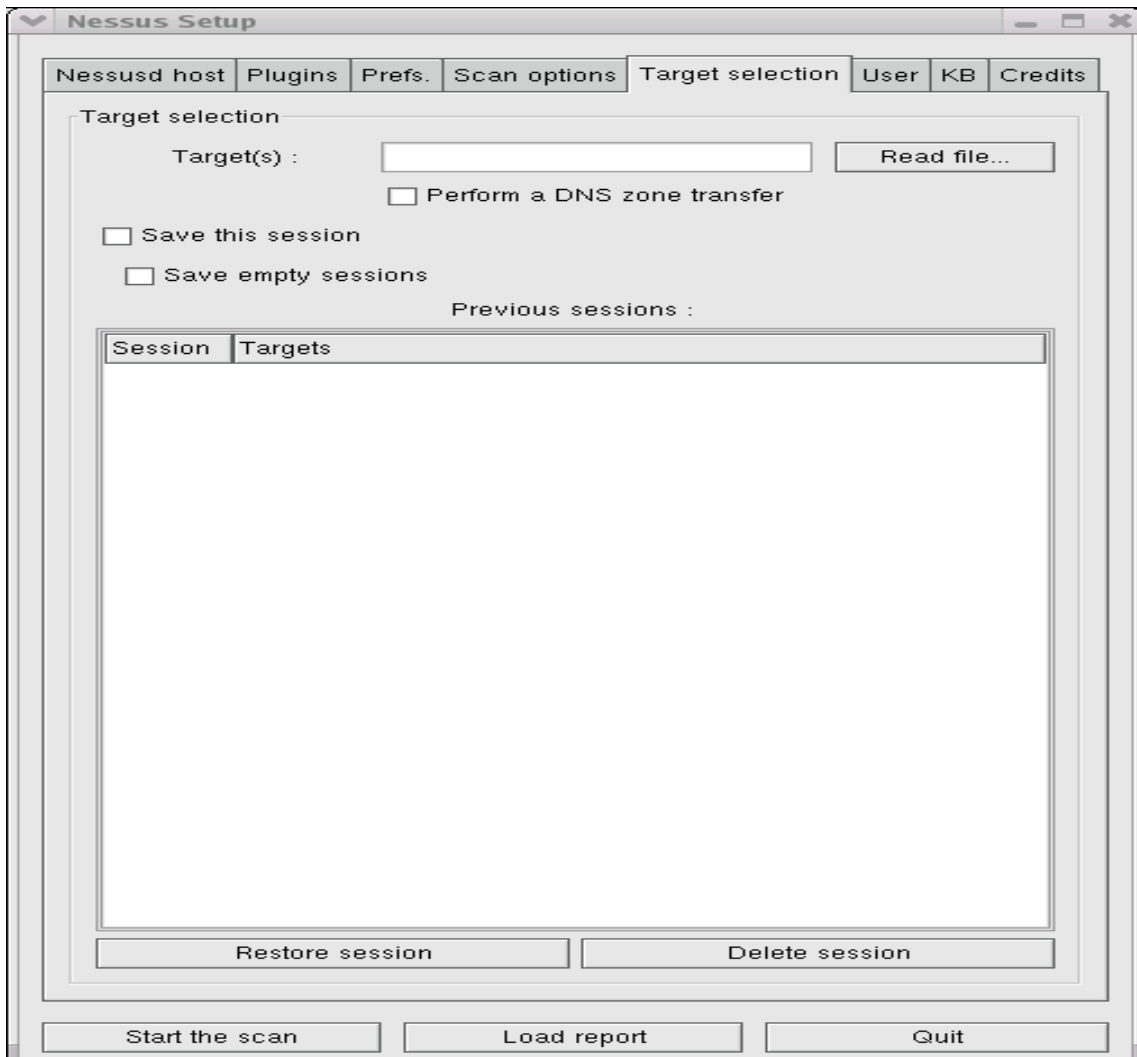 Nessus Setup
Nessusd host Plugins Prefs. Scan options Target selection User KB Credits
Target selection
Target(s) : Read file...
Perform a DNS zone transfer
Save this session
Save empty sessions
Previous sessions :
Session Targets
Restore session Delete session
Start the scan Load report Quit